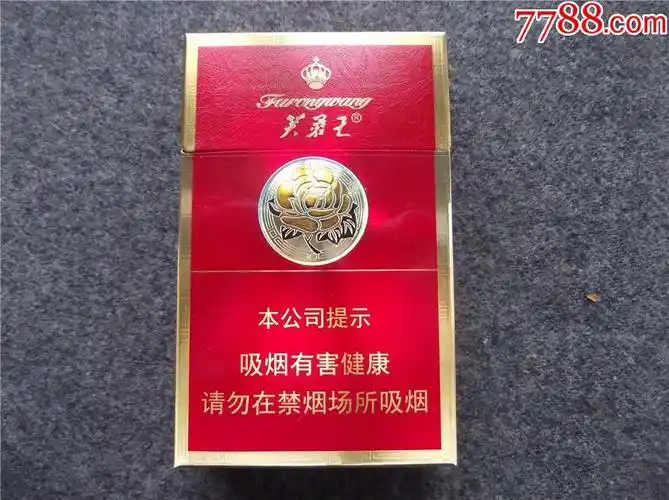 7788.com
Furongwang
芙蓉王®
本公司提示
吸烟有害健康
请勿在禁烟场所吸烟